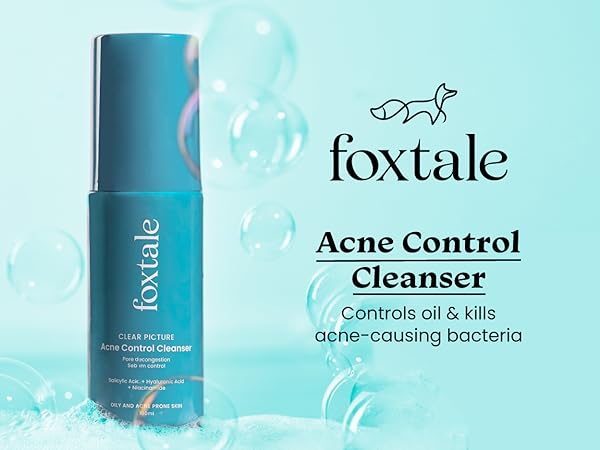 foxtale
CLEAR PICTURE
Acne Control Cleanser
Pore decongestion
Sebum control
Salicylic Acid + Hyaluronic Acid
+ Niacinamide
OILY AND ACNE PRONE SKIN
foxtale
Acne Control
Cleanser
Controls oil & kills
acne-causing bacteria